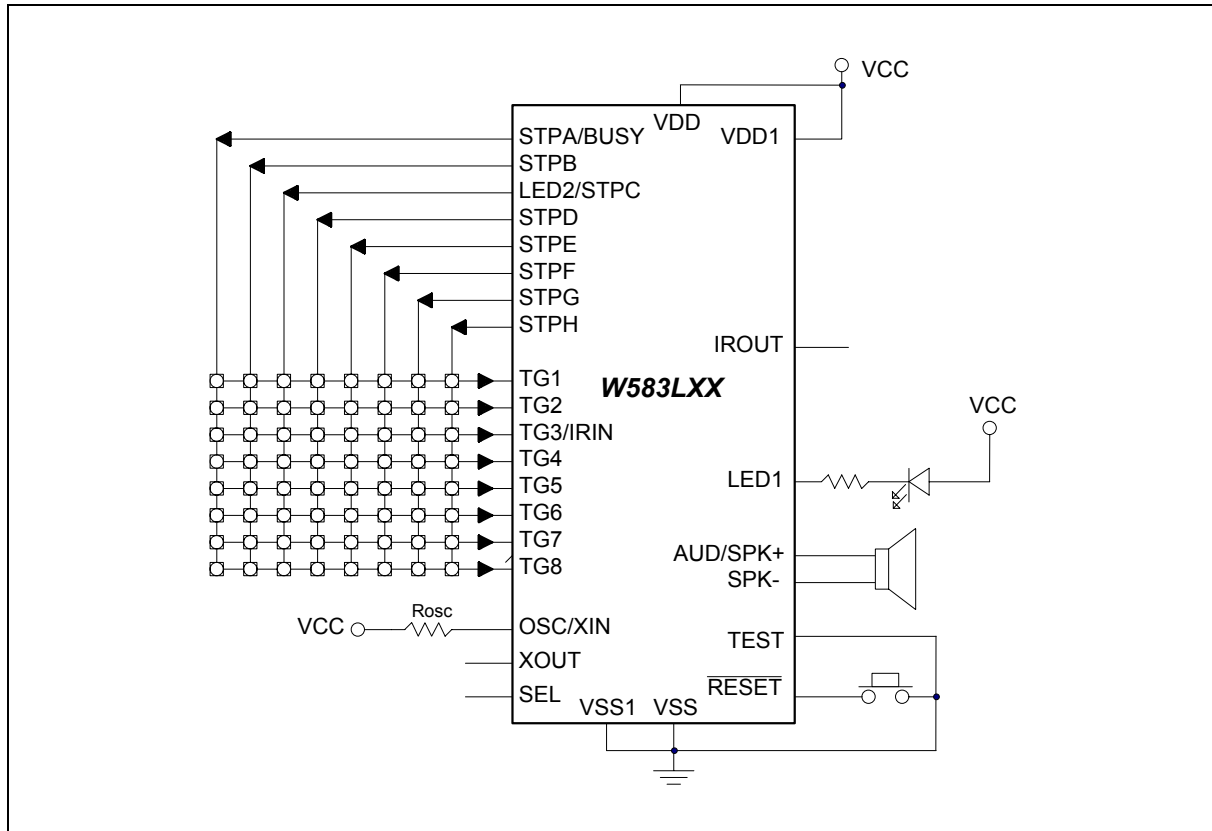 VCC
VDD
VDD1
STPA/BUSY
STPB
LED2/STPC
STPD
STPE
STPF
STPG
STPH
IROUT
TG1
TG2
TG3/IRIN
TG4
TG5
TG6
TG7
TG8
W583LXX
VCC
LED1
AUD/SPK+
SPK-
Rosc
VCC
OSC/XIN
XOUT
SEL
TEST
RESET
VSS1
VSS